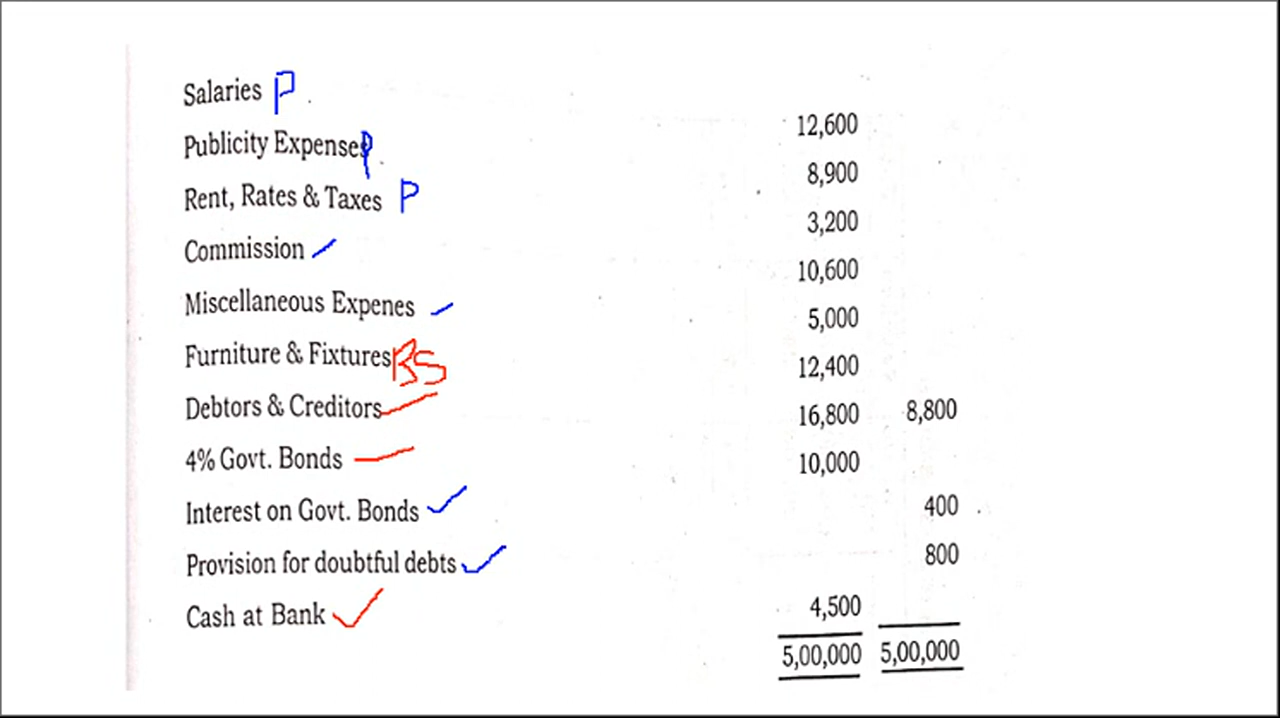 Salaries P
12,600
Publicity Expenses P
8,900
Rent, Rates & Taxes P
3,200
Commission
10,600
Miscellaneous Expenes
5,000
Furniture & Fixtures BS
12,400
Debtors & Creditors 16,800 8,800
4% Govt. Bonds 10,000
Interest on Govt. Bonds 400
Provision for doubtful debts 800
Cash at Bank 4,500
5,00,000 5,00,000